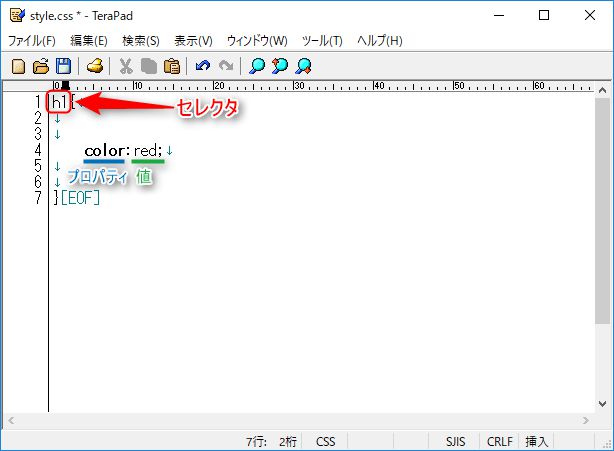 style.css * - TeraPad
ファイル(F) 編集(E) 検索(S) 表示(V) ウィンドウ(W) ツール(T) ヘルプ(H)
0 10 20 30 40 50 60
1 h1{ セレクタ
2 ↓
3 ↓
4 color:red;↓
5 ↓ プロパティ 値
6 ↓
7 }[EOF]
7行: 2桁 CSS SJIS CRLF 挿入